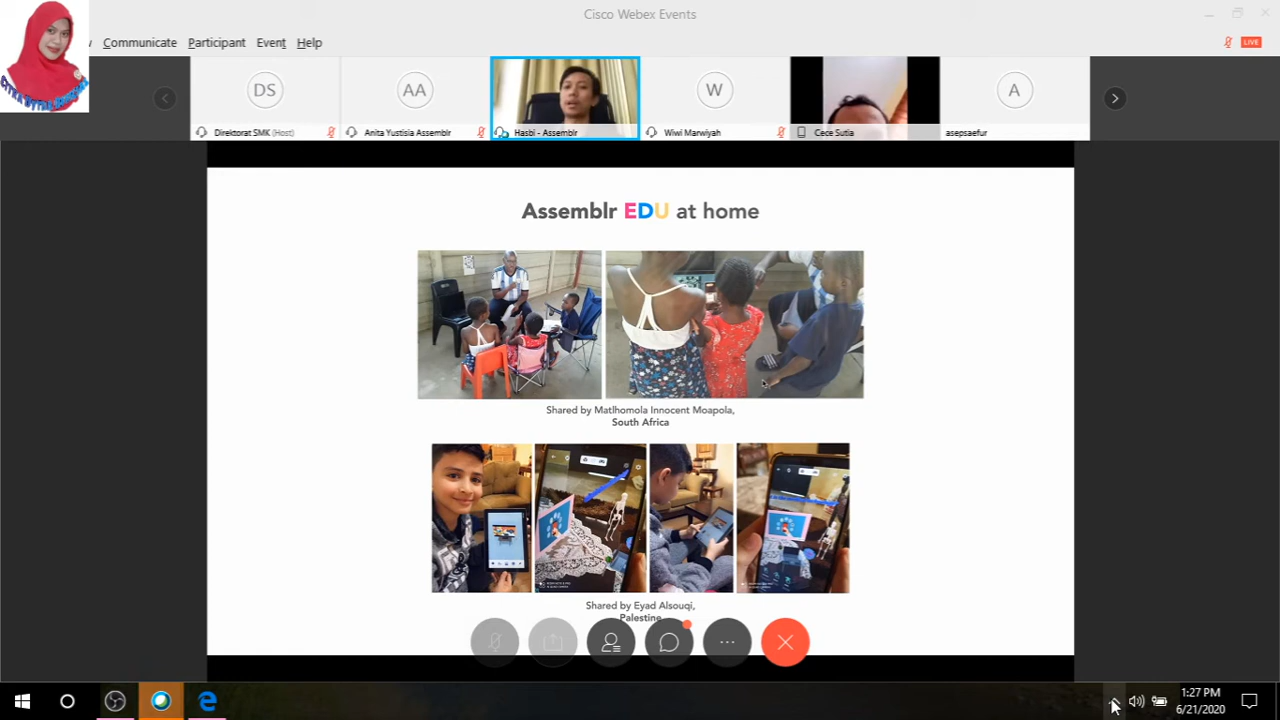 Cisco Webex Events
Communicate Participant Event Help
LIVE
DS
AA
W
A
Direktorat SMK (Host)
Anita Yustisia Assemblr
Hasbi - Assemblr
Wiwi Marwiyah
Cece Sutia
asepsaefur
Assemblr EDU at home
Shared by Matlhomola Innocent Moapola,
South Africa
Shared by Eyad Alsouqi,
Palestine
1:27 PM
6/21/2020